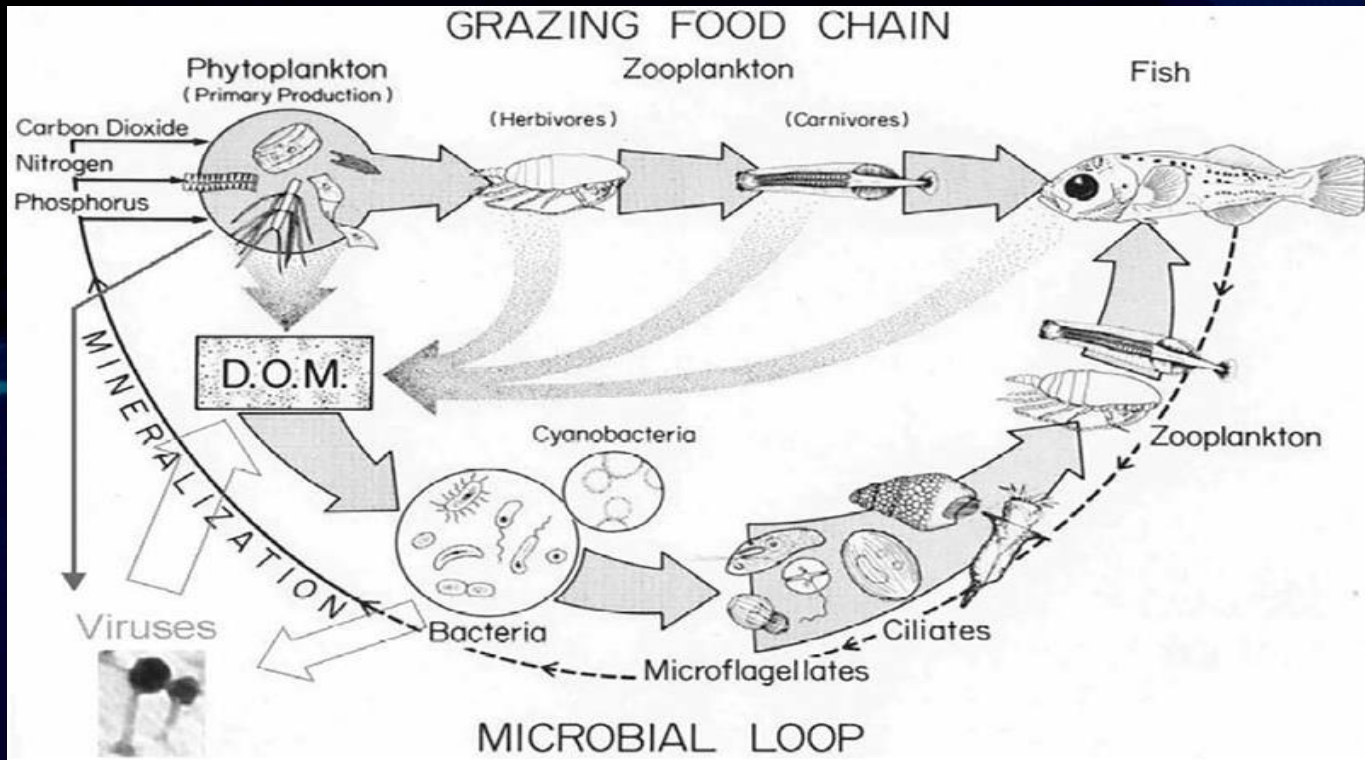 GRAZING FOOD CHAIN
Phytoplankton
(Primary Production)
Zooplankton
(Herbivores)
(Carnivores)
Fish
Carbon Dioxide
Nitrogen
Phosphorus
D.O.M.
MINERALIZATION
Cyanobacteria
Zooplankton
Viruses
Bacteria
Ciliates
Microflagellates
MICROBIAL LOOP